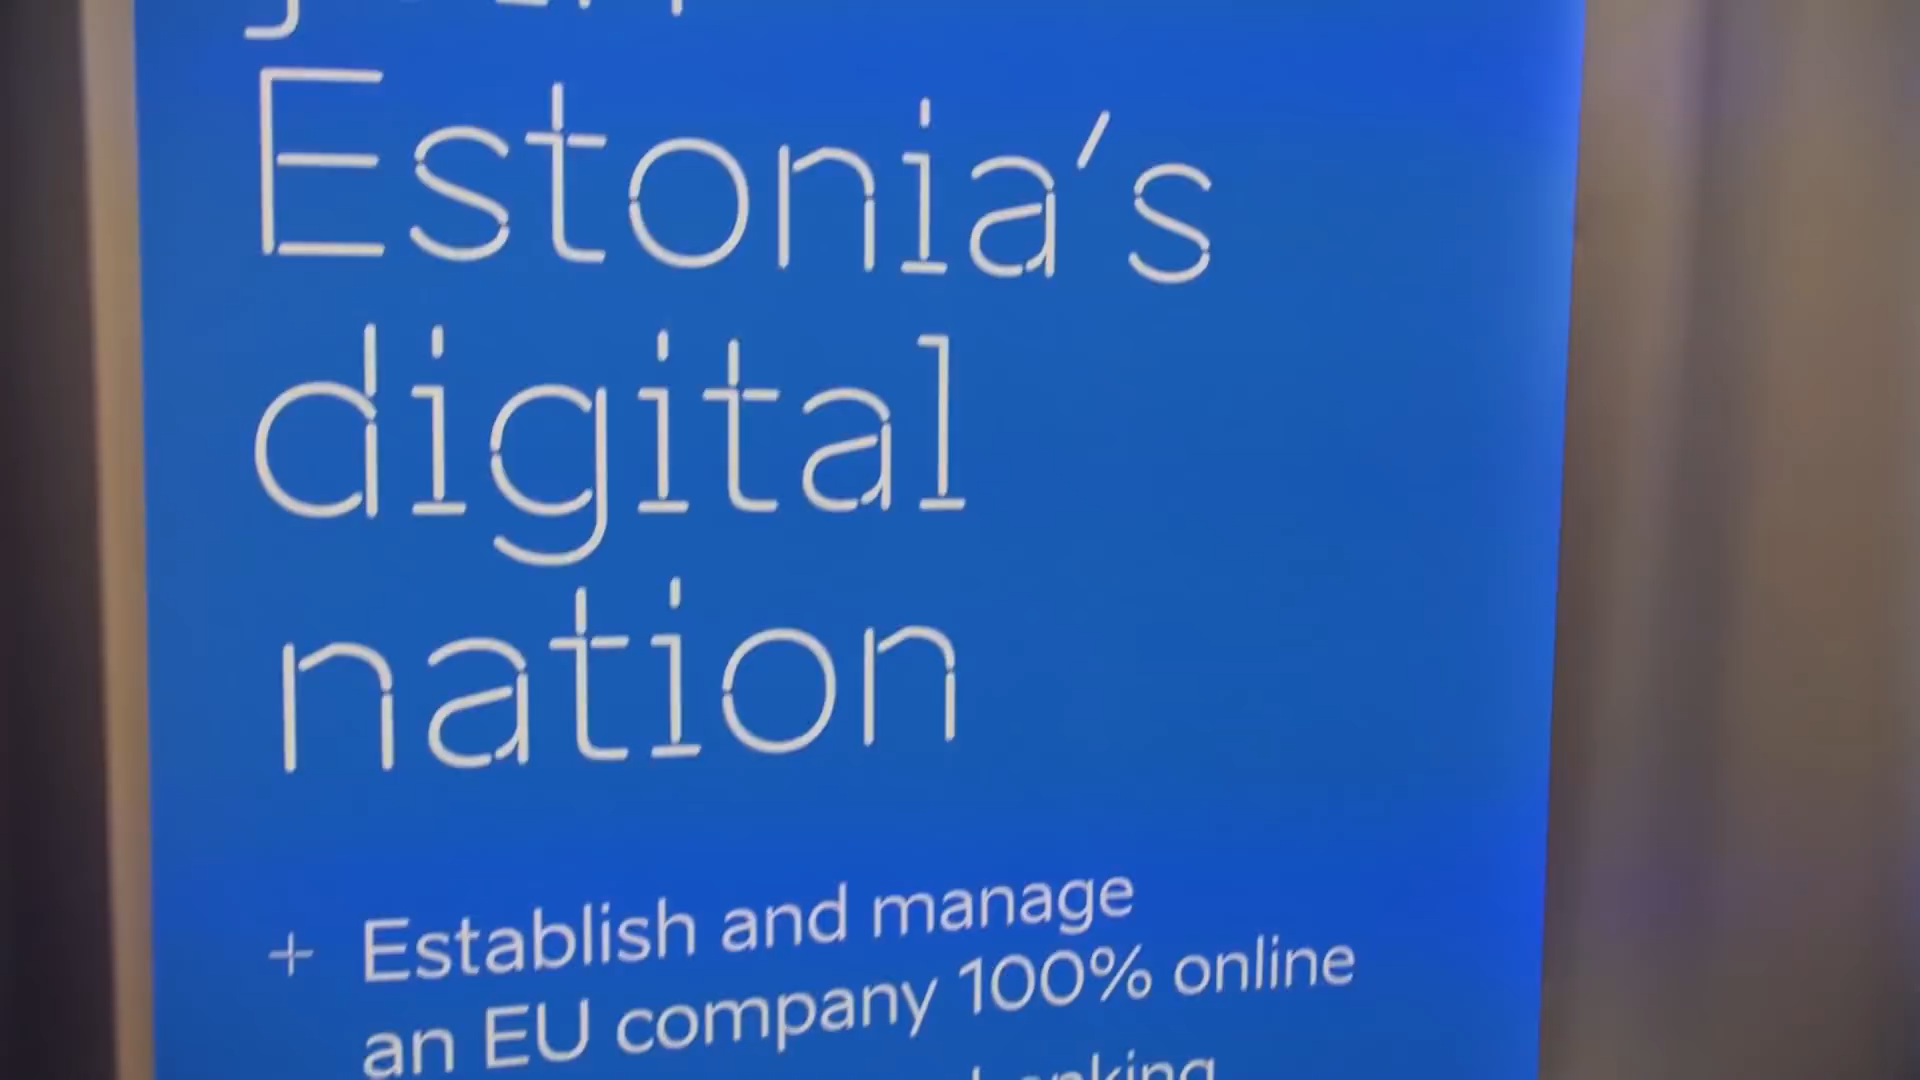 Estonia's
digital
nation
+ Establish and manage
an EU company 100% online